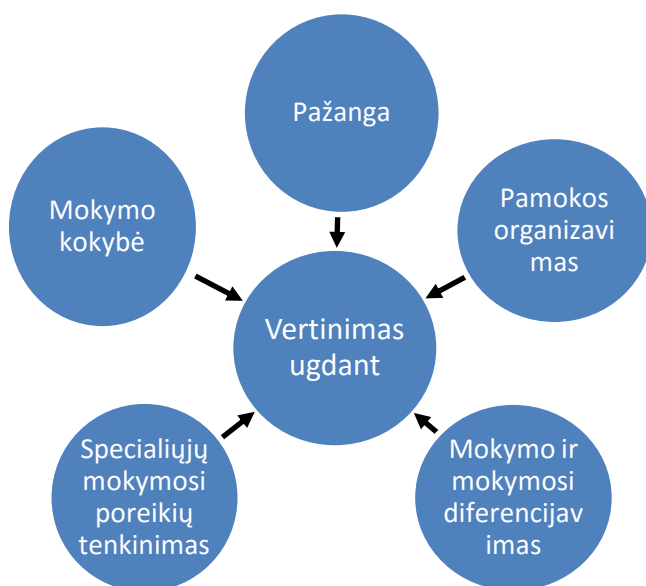 Pažanga
Mokymo
kokybė
Pamokos
organizavi
mas
Vertinimas
ugdant
Specialiųjų
mokymosi
poreikių
tenkinimas
Mokymo ir
mokymosi
diferencijav
imas